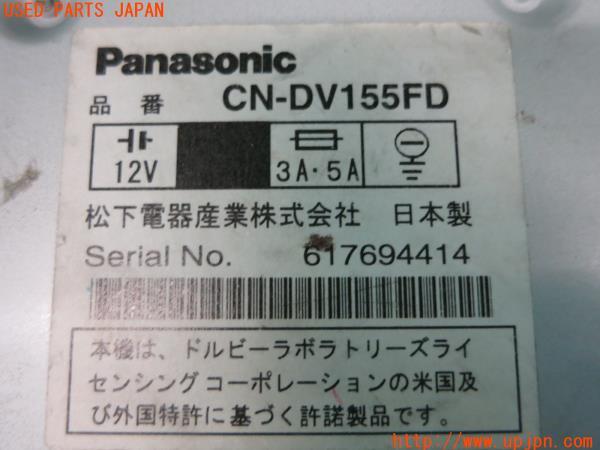 USED PARTS JAPAN
Panasonic
品番 CN-DV155FD
12V 3A・5A
松下電器産業株式会社 日本製
Serial No. 617694414
本機は、ドルビーラボラトリーズライ
センシングコーポレーションの米国及
び外国特許に基づく許諾製品です。
http://www.upjpn.com/